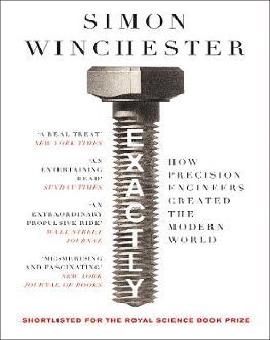 SIMON
WINCHESTER
'A REAL TREAT'
NEW YORK TIMES
'AN
ENTERTAINING
READ'
SUNDAY TIMES
'AN
EXTRAORDINARY
PROPULSIVE RIDE'
WALL STREET
JOURNAL
'MESMERISING
AND FASCINATING'
NEW YORK
JOURNAL OF BOOKS
EXACTLY
HOW
PRECISION
ENGINEERS
CREATED
THE
MODERN
WORLD
SHORTLISTED FOR THE ROYAL SCIENCE BOOK PRIZE